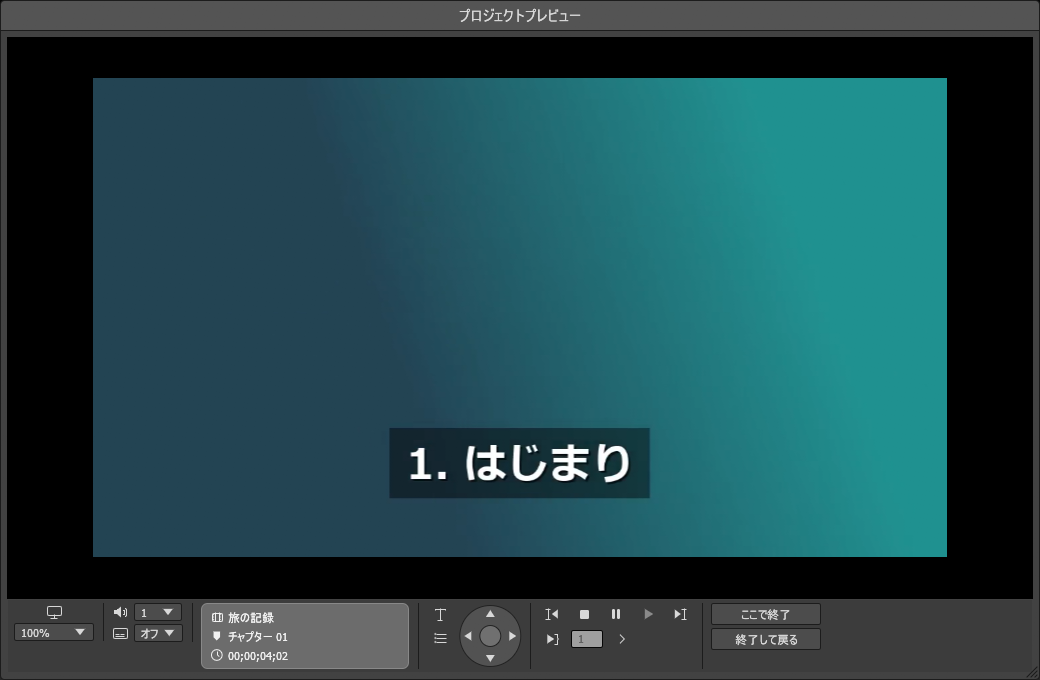 プロジェクトプレビュー
1. はじまり
100%
1
オフ
旅の記録
チャプター 01
00;00;04;02
1
ここで終了
終了して戻る